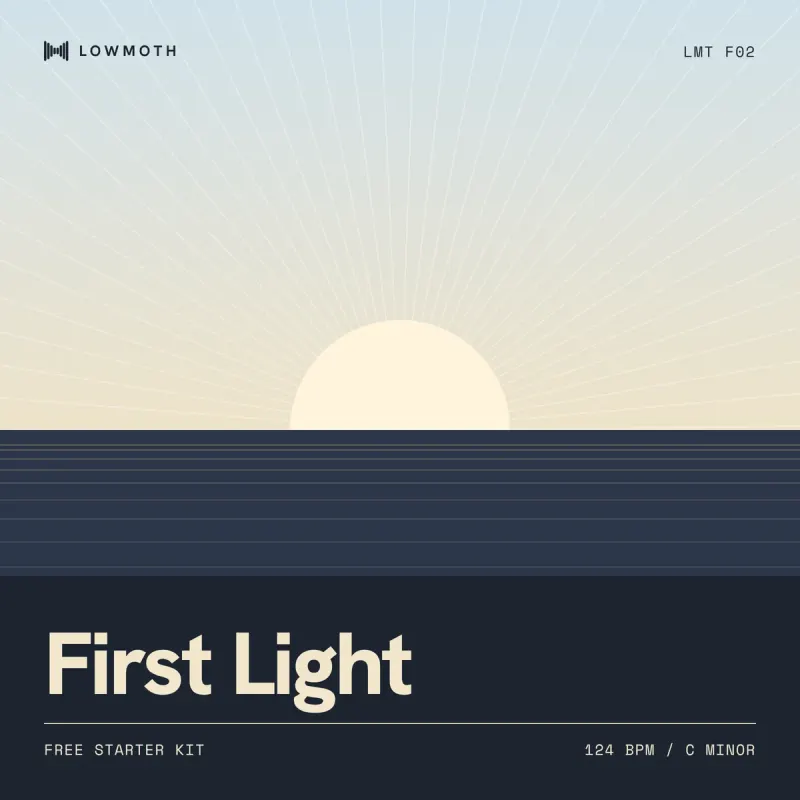 LOWMOTH
LMT F02
First Light
FREE STARTER KIT
124 BPM / C MINOR